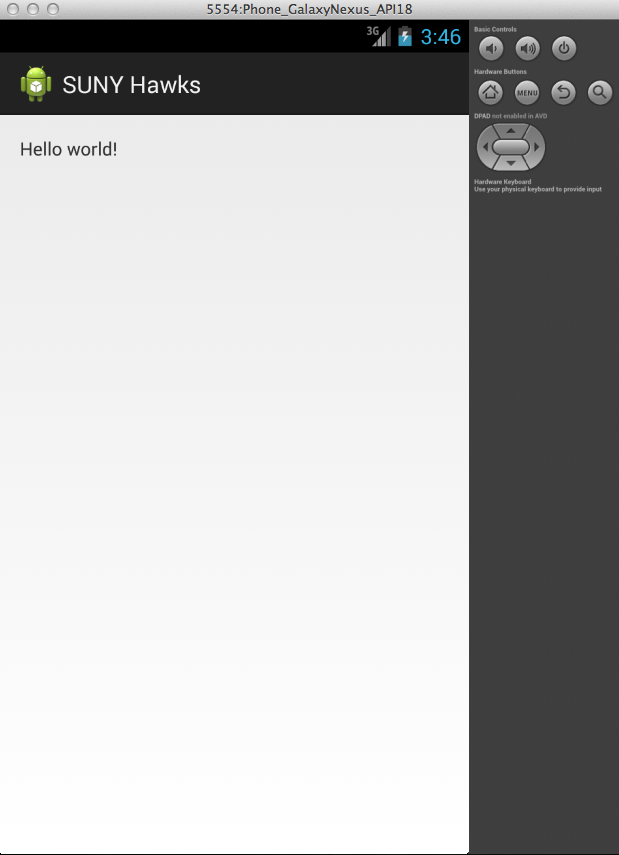 5554:Phone_GalaxyNexus_API18
3G 3:46
SUNY Hawks
Hello world!
Basic Controls
Hardware Buttons
MENU
DPAD not enabled in AVD
Hardware Keyboard
Use your physical keyboard to provide input